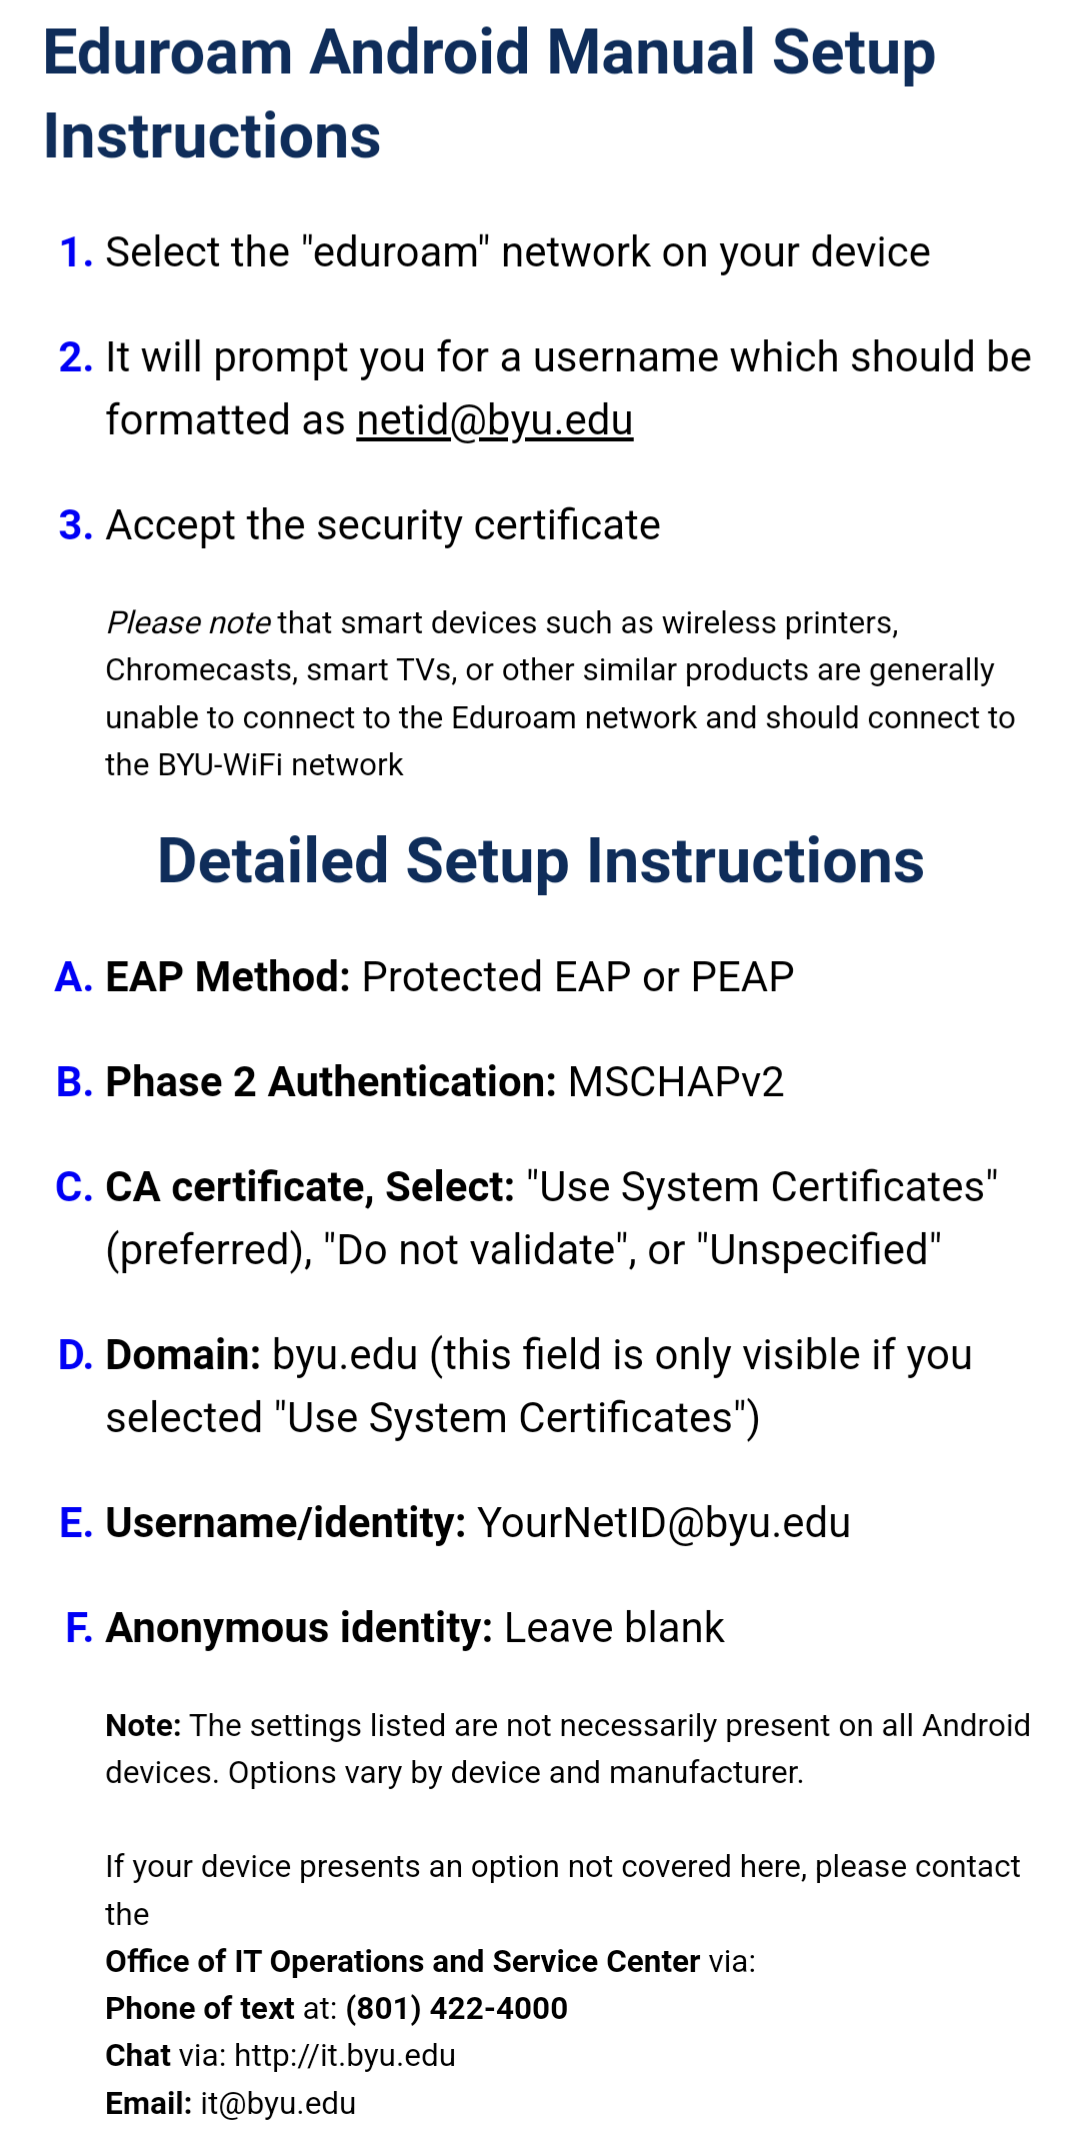 Eduroam Android Manual Setup
Instructions
1. Select the "eduroam" network on your device
2. It will prompt you for a username which should be
formatted as netid@byu.edu
3. Accept the security certificate
Please note that smart devices such as wireless printers,
Chromecasts, smart TVs, or other similar products are generally
unable to connect to the Eduroam network and should connect to
the BYU-WiFi network
Detailed Setup Instructions
A. EAP Method: Protected EAP or PEAP
B. Phase 2 Authentication: MSCHAPv2
C. CA certificate, Select: "Use System Certificates"
(preferred), "Do not validate", or "Unspecified"
D. Domain: byu.edu (this field is only visible if you
selected "Use System Certificates")
E. Username/identity: YourNetID@byu.edu
F. Anonymous identity: Leave blank
Note: The settings listed are not necessarily present on all Android
devices. Options vary by device and manufacturer.
If your device presents an option not covered here, please contact
the
Office of IT Operations and Service Center via:
Phone of text at: (801) 422-4000
Chat via: http://it.byu.edu
Email: it@byu.edu